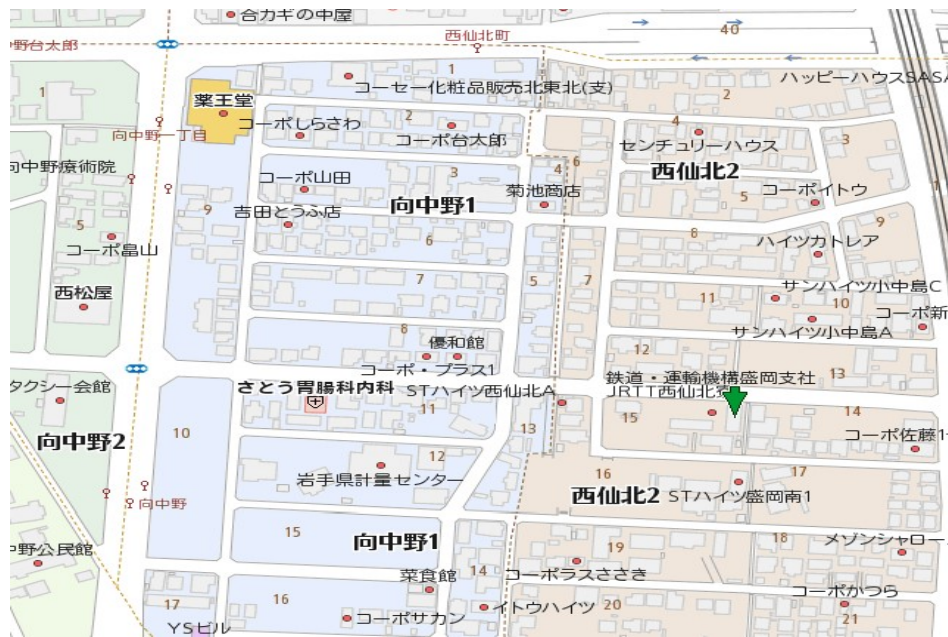 合カギの中屋
西仙北町
40
中野台太郎
ハッピーハウスSASA
1
1
2
コーセー化粧品販売北東北(支)
薬王堂
2
4
3
コーポしらさわ
コーポ台太郎
センチュリーハウス
向中野一丁目
向中野療術院
3
4
6
西仙北2
コーポ山田
菊池商店
5
コーポイトウ
向中野1
9
吉田とうふ店
9
5
6
8
ハイツカトレア
コーポ畠山
7
5
7
サンハイツ小中島C
西松屋
11
10
コーポ新
サンハイツ小中島A
8
優和館
12
コーポ・プラス1
13
鉄道・運輸機構盛岡支社
タクシー会館
さとう胃腸科内科
STハイツ西仙北A
JRTT西仙北寮
11
15
14
13
向中野2
10
コーポ佐藤1
12
16
17
岩手県計量センター
西仙北2
STハイツ盛岡南1
向中野
15
向中野1
18
メゾンシャロー
中野公民館
19
14
菜食館
コーポラスささき
コーポかつら
17
16
イトウハイツ
20
コーポサカン
21
YSビル